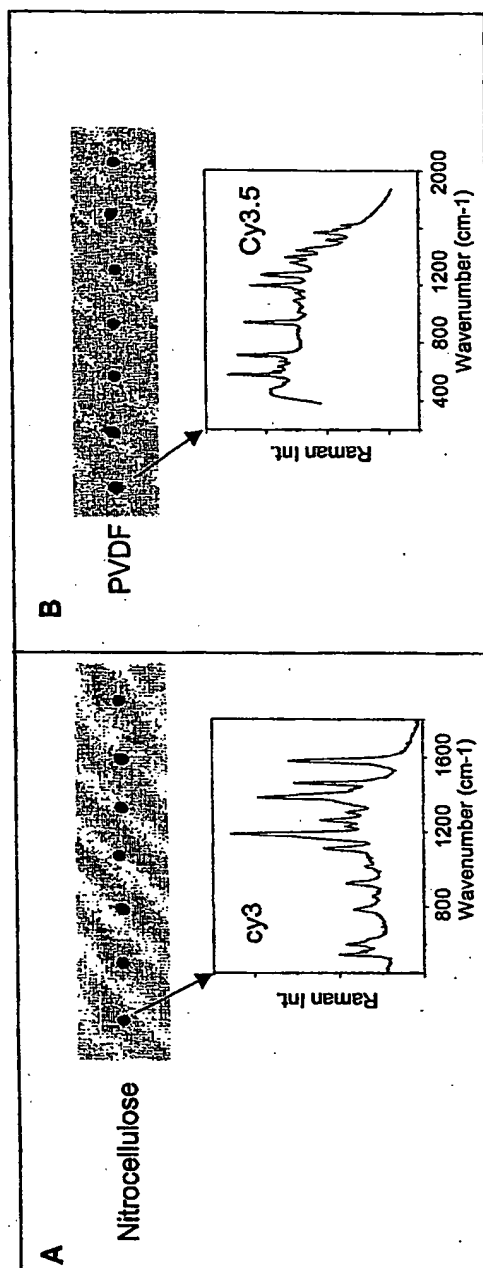 A
Nitrocellulose
cy3
Raman Int.
800
1200
1600
Wavenumber (cm-1)
B
PVDF
Cy3.5
Raman Int.
400
800
1200
2000
Wavenumber (cm-1)